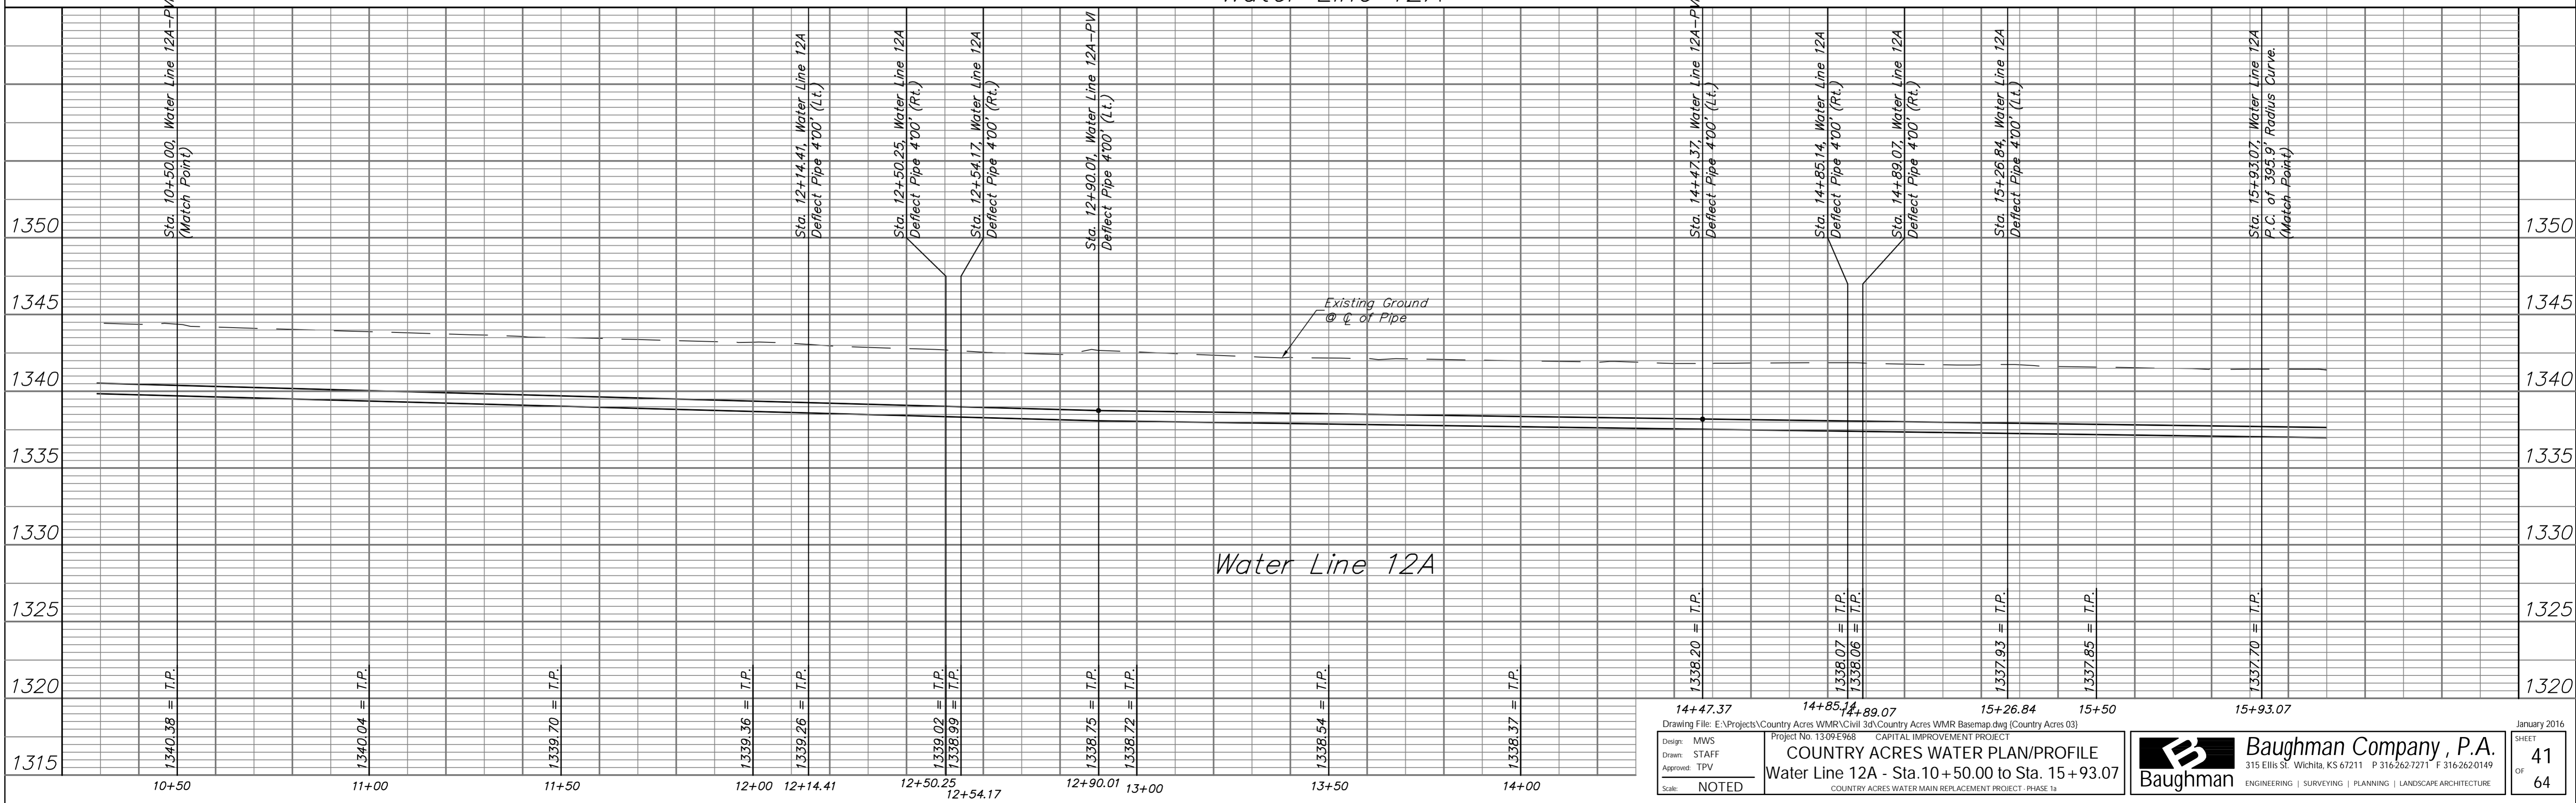 Sta. 10+50.00, Water Line 12A-PVI
(Match Point)
Sta. 12+14.41, Water Line 12A
Deflect Pipe 4°00' (Lt.)
Sta. 12+50.25, Water Line 12A
Deflect Pipe 4°00' (Rt.)
Sta. 12+54.17, Water Line 12A
Deflect Pipe 4°00' (Rt.)
Sta. 12+90.01, Water Line 12A-PVI
Deflect Pipe 4°00' (Lt.)
Sta. 14+47.37, Water Line 12A-PVI
Deflect Pipe 4°00' (Lt.)
Sta. 14+85.14, Water Line 12A
Deflect Pipe 4°00' (Rt.)
Sta. 14+89.07, Water Line 12A
Deflect Pipe 4°00' (Rt.)
Sta. 15+26.84, Water Line 12A
Deflect Pipe 4°00' (Lt.)
Sta. 15+93.07, Water Line 12A
P.C. of 395.9' Radius Curve.
(Match Point)
1350 1350
1345 1345
Existing Ground
@ ℄ of Pipe
1340 1340
1335 1335
1330 1330
Water Line 12A
1325 1325
1320 1320
1315
1340.38 = T.P.
1340.04 = T.P.
1339.70 = T.P.
1339.36 = T.P.
1339.26 = T.P.
1339.02 = T.P.
1338.99 = T.P.
1338.75 = T.P.
1338.72 = T.P.
1338.54 = T.P.
1338.37 = T.P.
1338.20 = T.P.
1338.07 = T.P.
1338.06 = T.P.
1337.93 = T.P.
1337.85 = T.P.
1337.70 = T.P.
10+50 11+00 11+50 12+00 12+14.41 12+50.25 12+54.17 12+90.01 13+00 13+50 14+00
14+47.37 14+85.14 14+89.07 15+26.84 15+50 15+93.07
Drawing File: E:\Projects\Country Acres WMR\Civil 3d\Country Acres WMR Basemap.dwg (Country Acres 03)
January 2016
Design: MWS
Drawn: STAFF
Approved: TPV
Scale: NOTED
Project No. 13-09-E968 CAPITAL IMPROVEMENT PROJECT
COUNTRY ACRES WATER PLAN/PROFILE
Water Line 12A - Sta.10+50.00 to Sta. 15+93.07
COUNTRY ACRES WATER MAIN REPLACEMENT PROJECT - PHASE 1a
Baughman
Baughman Company, P.A.
315 Ellis St. Wichita, KS 67211 P 316-262-7271 F 316-262-0149
ENGINEERING | SURVEYING | PLANNING | LANDSCAPE ARCHITECTURE
SHEET
41
OF
64